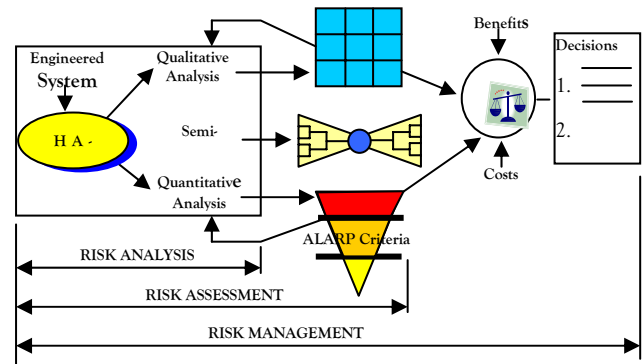 Benefits
Engineered
System
Qualitative
Analysis
Decisions
1.
2.
H A -
Semi-
Costs
Quantitative
Analysis
ALARP Criteria
RISK ANALYSIS
RISK ASSESSMENT
RISK MANAGEMENT